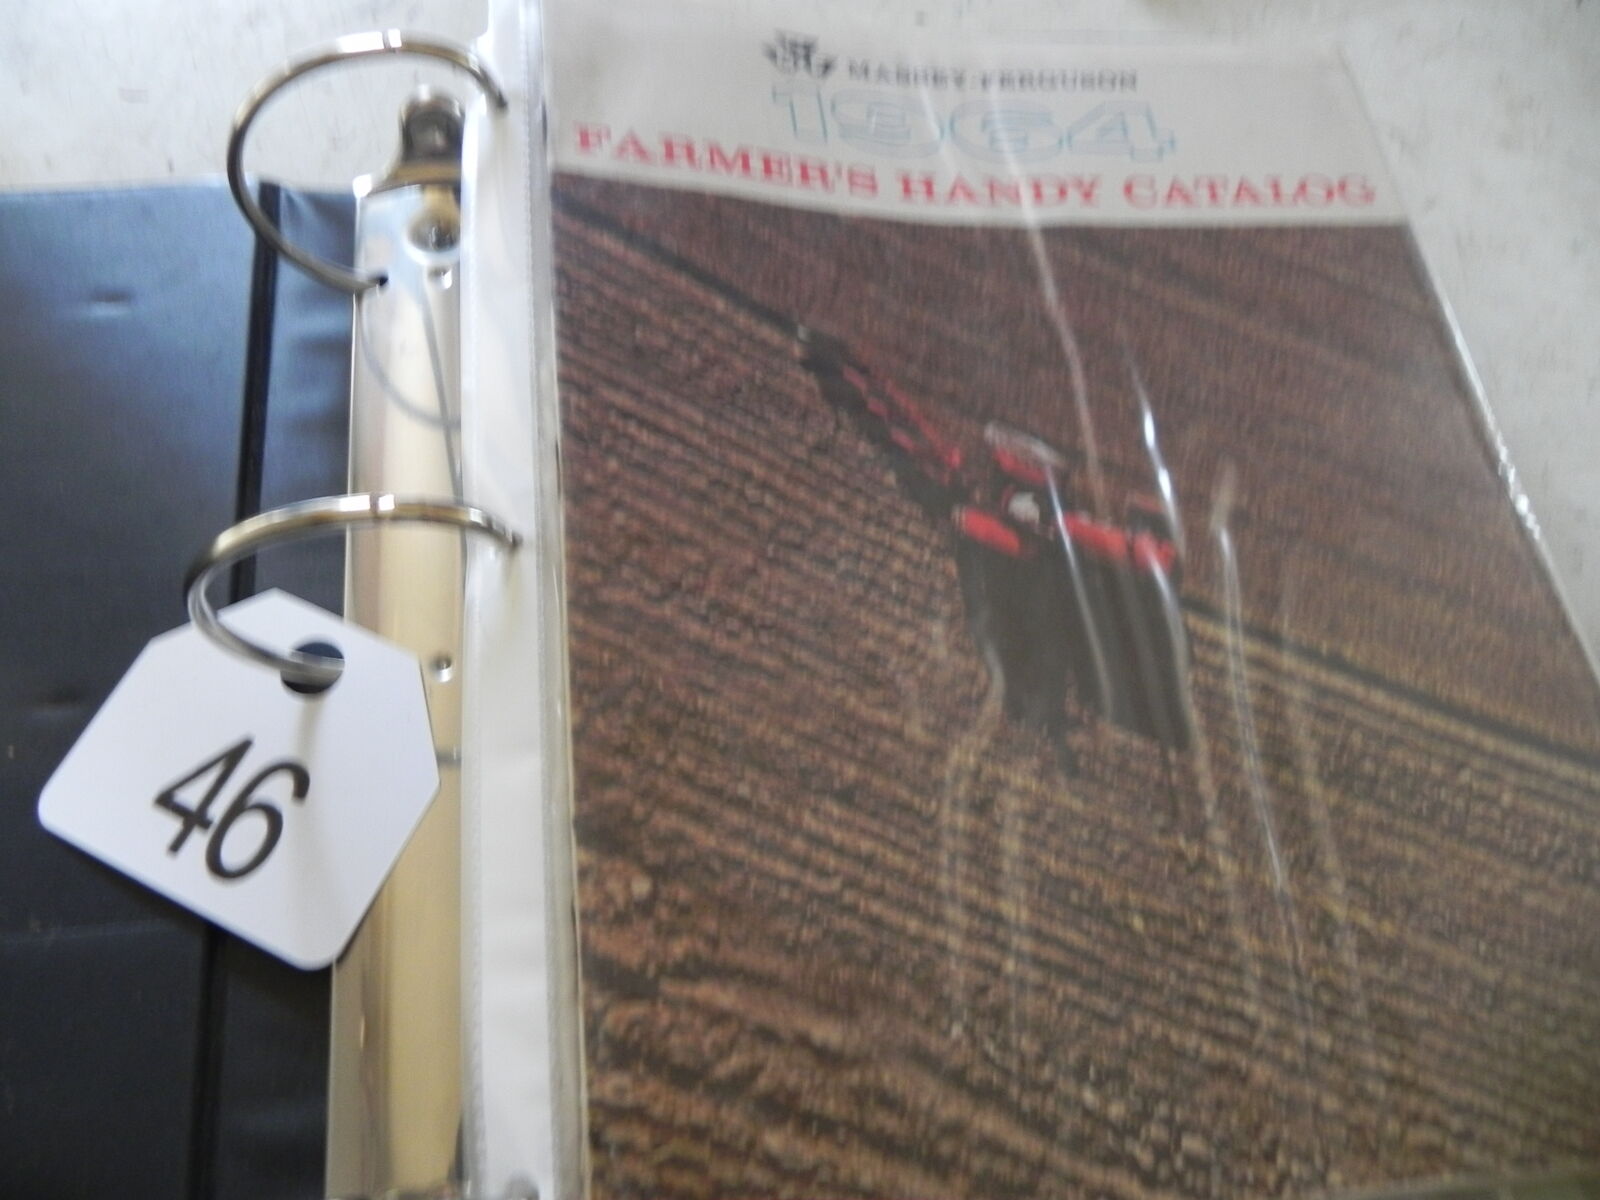 MASSEY-FERGUSON
1964
FARMER'S HANDY CATALOG
46